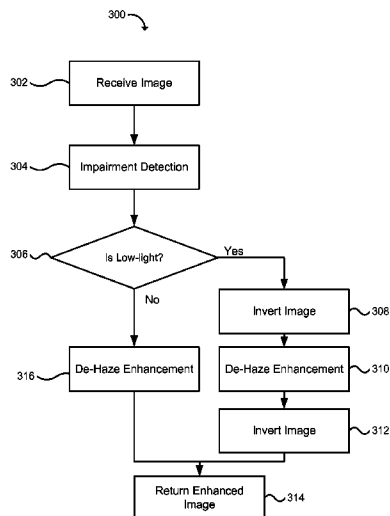 300
302
Receive Image
304
Impairment Detection
306
Is Low-light?
Yes
No
Invert Image
308
316
De-Haze Enhancement
De-Haze Enhancement
310
Invert Image
312
Return Enhanced
Image
314